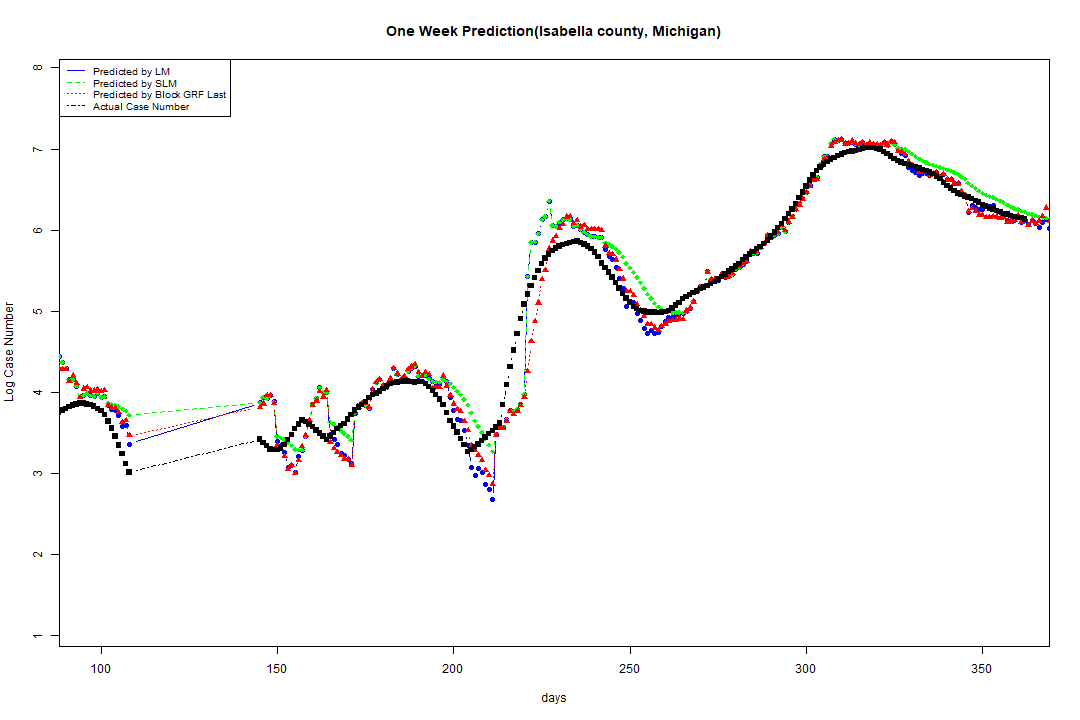 One Week Prediction(Isabella county, Michigan)
Predicted by LM
Predicted by SLM
Predicted by Block GRF Last
Actual Case Number
Log Case Number
8
7
6
5
4
3
2
1
100 150 200 250 300 350
days